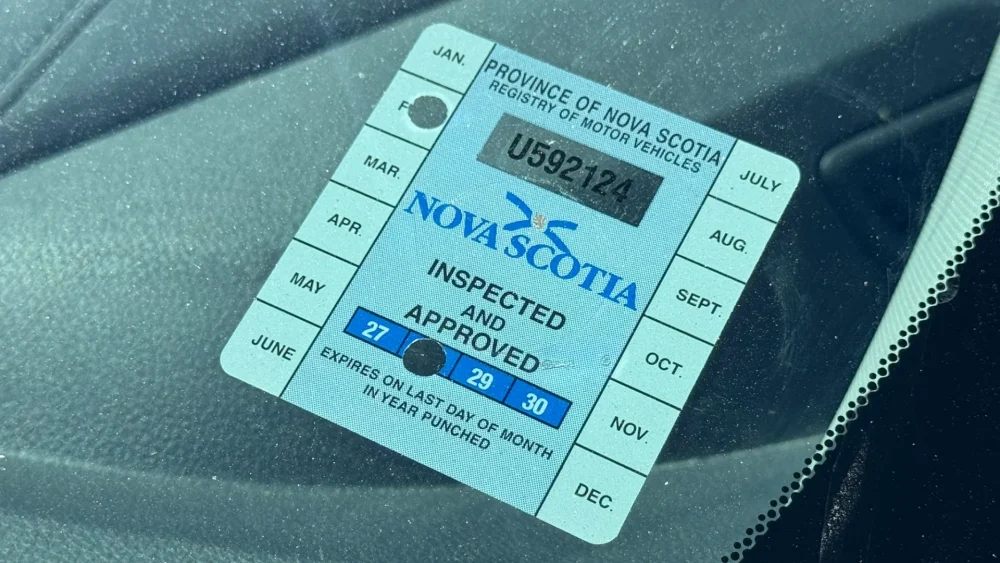 JAN.
F
MAR.
APR.
MAY
JUNE
PROVINCE OF NOVA SCOTIA
REGISTRY OF MOTOR VEHICLES
U592124
NOVA SCOTIA
INSPECTED
AND
APPROVED
27 29 30
EXPIRES ON LAST DAY OF MONTH
IN YEAR PUNCHED
JULY
AUG.
SEPT.
OCT.
NOV.
DEC.